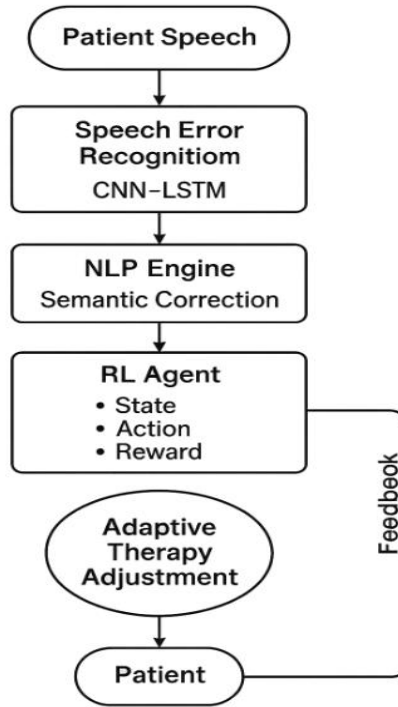 Patient Speech
Speech Error
Recognitiom
CNN–LSTM
NLP Engine
Semantic Correction
RL Agent
• State
• Action
• Reward
Feedbook
Adaptive
Therapy
Adjustment
Patient